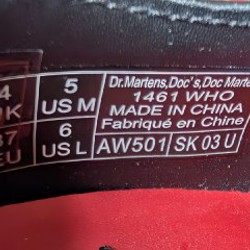 4 5 Dr.Martens,Doc's,Doc Marte
K US M 1461 WHO
MADE IN CHINA
37 6 Fabriqué en Chine
EU US L AW501 SK 03 U